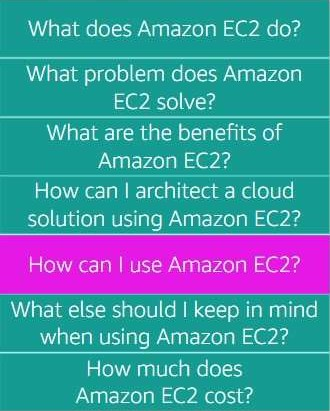 What does Amazon EC2 do?
What problem does Amazon
EC2 solve?
What are the benefits of
Amazon EC2?
How can I architect a cloud
solution using Amazon EC2?
How can I use Amazon EC2?
What else should I keep in mind
when using Amazon EC2?
How much does
Amazon EC2 cost?